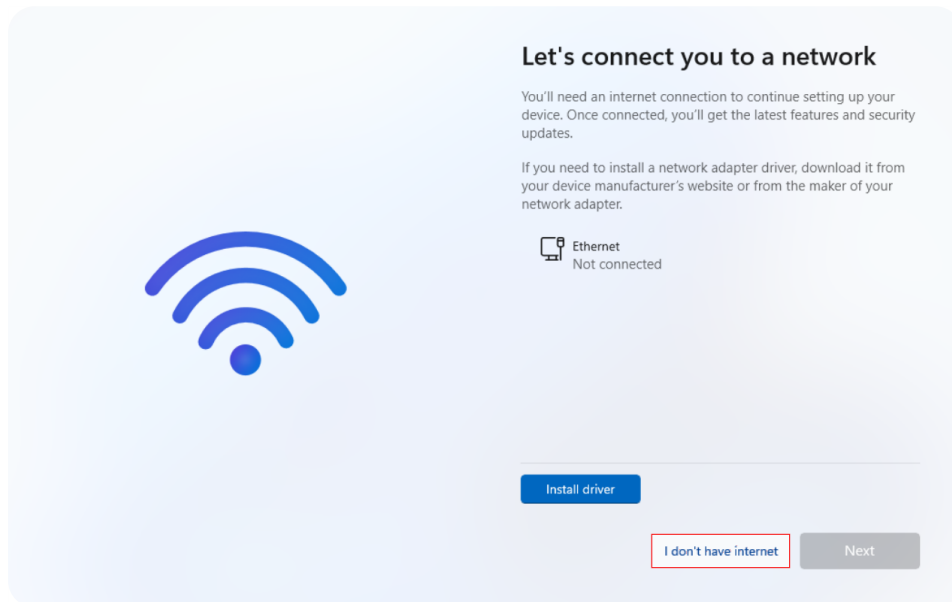 Let's connect you to a network
You'll need an internet connection to continue setting up your
device. Once connected, you'll get the latest features and security
updates.
If you need to install a network adapter driver, download it from
your device manufacturer's website or from the maker of your
network adapter.
Ethernet
Not connected
Install driver
I don't have internet
Next